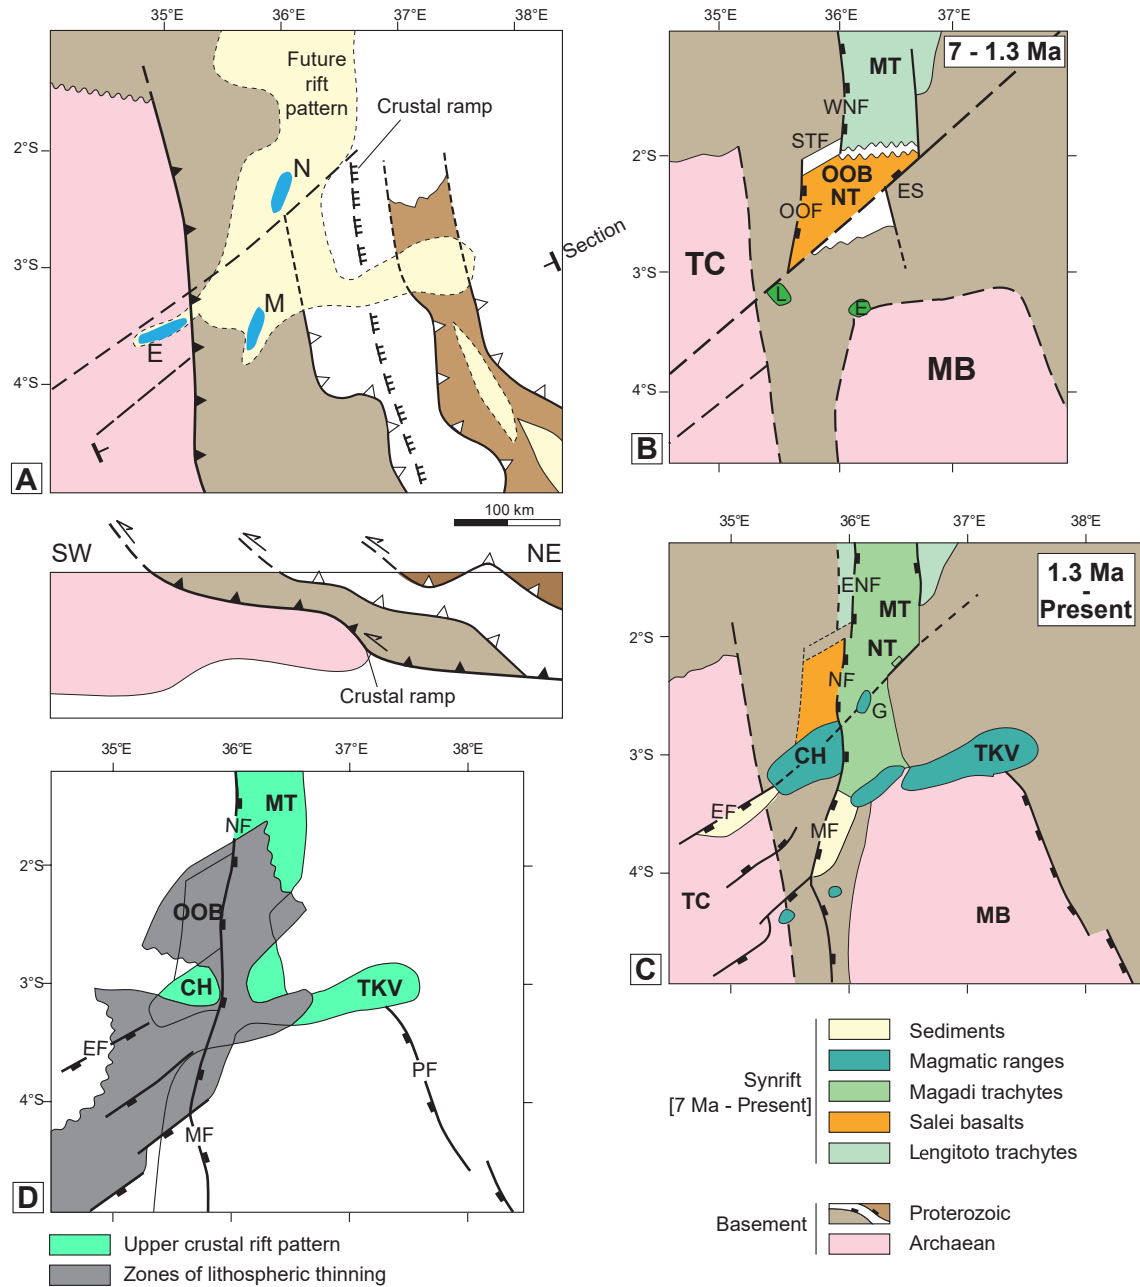 35°E 36°E 37°E 38°E
Future
rift
pattern
Crustal ramp
2°S
N
Section
3°S
M
E
4°S
A
100 km
SW NE
Crustal ramp
35°E 36°E 37°E
7 - 1.3 Ma
MT
WNF
STF
2°S
OOB
NT
ES
OOF
TC
3°S
L
E
MB
4°S
B
35°E 36°E 37°E 38°E
1.3 Ma
-
Present
ENF
MT
2°S
NT
NF
G
3°S
CH
TKV
EF
MF
4°S
TC
MB
C
35°E 36°E 37°E 38°E
MT
NF
2°S
OOB
3°S
CH
TKV
EF
PF
4°S
MF
D
Upper crustal rift pattern
Zones of lithospheric thinning
Synrift
[7 Ma - Present]
Sediments
Magmatic ranges
Magadi trachytes
Salei basalts
Lengitoto trachytes
Basement
Proterozoic
Archaean